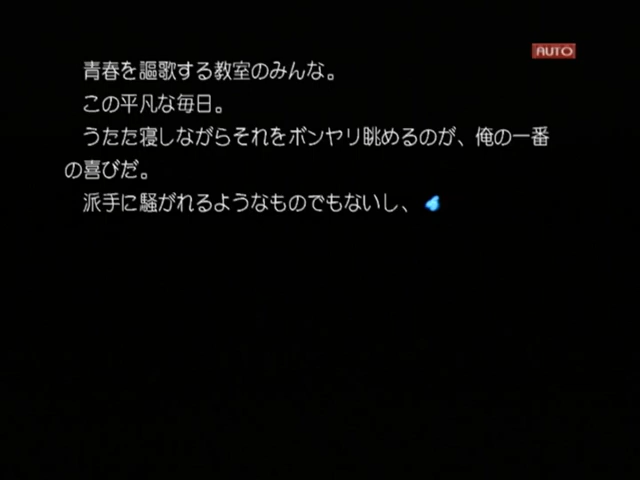 AUTO
青春を謳歌する教室のみんな。
この平凡な毎日。
うたた寝しながらそれをボンヤリ眺めるのが、俺の一番
の喜びだ。
派手に騒がれるようなものでもないし、